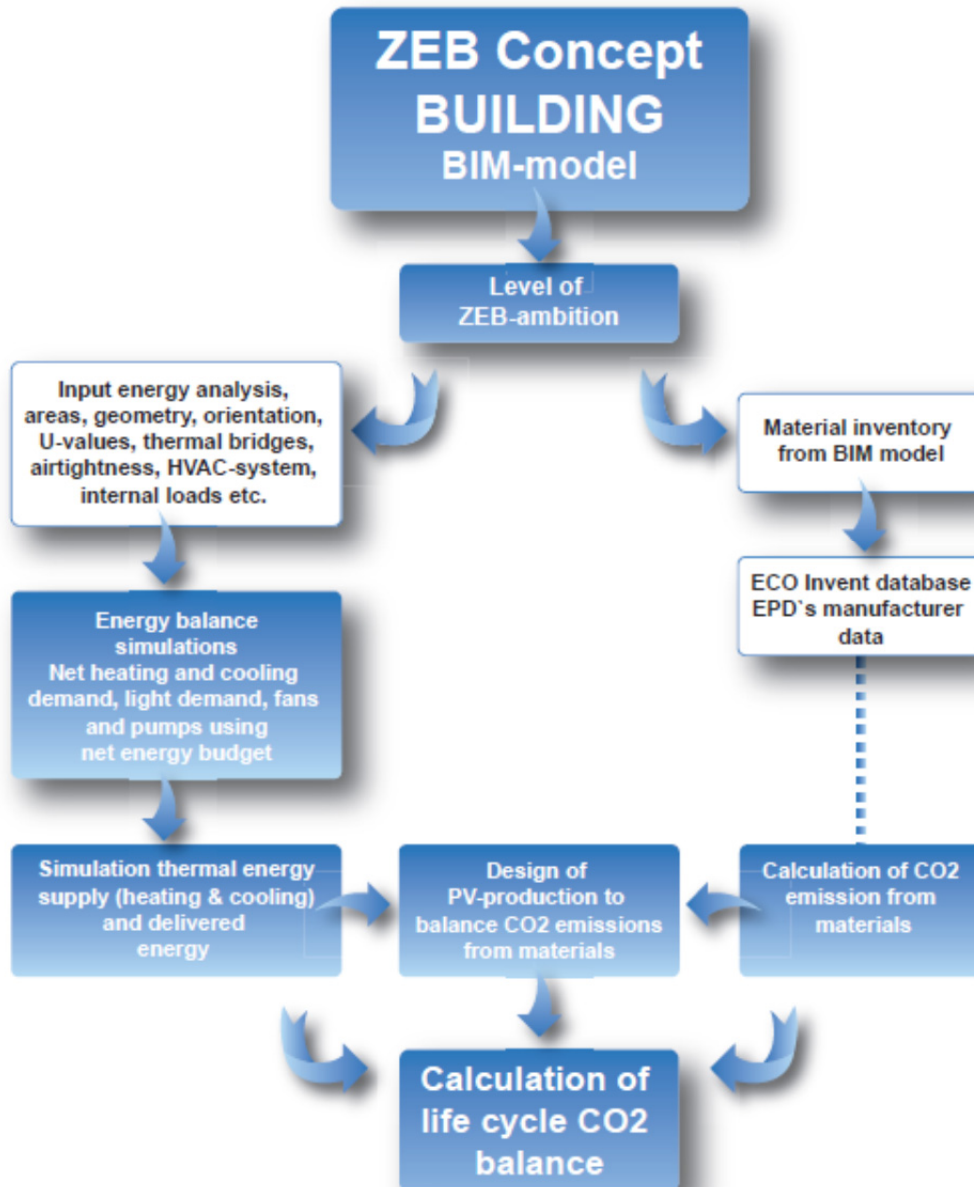 ZEB Concept
BUILDING
BIM-model
Level of
ZEB-ambition
Input energy analysis,
areas, geometry, orientation,
U-values, thermal bridges,
airtightness, HVAC-system,
internal loads etc.
Material inventory
from BIM model
ECO Invent database
EPD`s manufacturer
data
Energy balance
simulations
Net heating and cooling
demand, light demand, fans
and pumps using
net energy budget
Simulation thermal energy
supply (heating & cooling)
and delivered
energy
Design of
PV-production to
balance CO2 emissions
from materials
Calculation of CO2
emission from
materials
Calculation of
life cycle CO2
balance